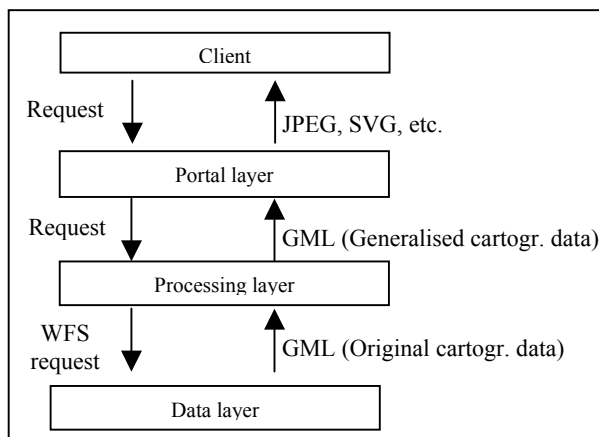 Client
Request
JPEG, SVG, etc.
Portal layer
Request
GML (Generalised cartogr. data)
Processing layer
WFS
request
GML (Original cartogr. data)
Data layer